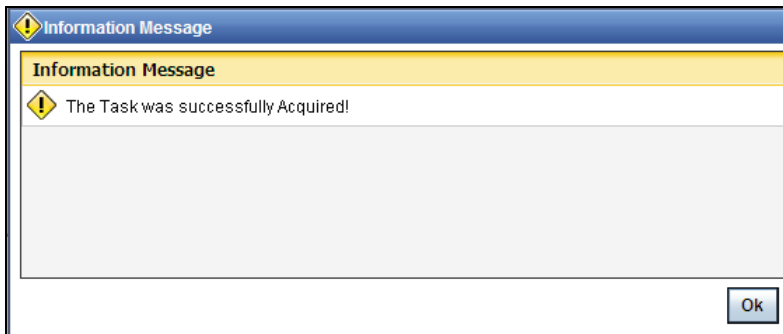 Information Message
Information Message
The Task was successfully Acquired!
Ok